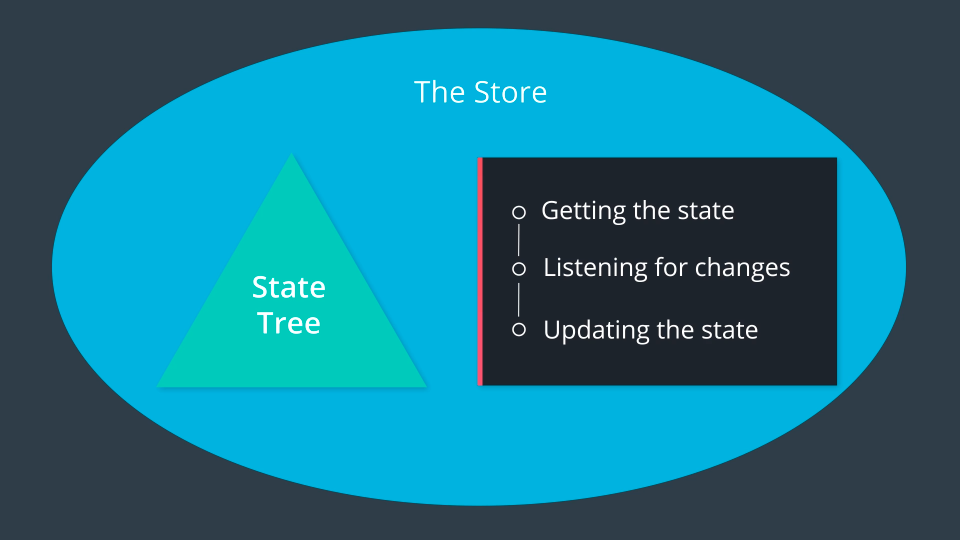 The Store
State
Tree
Getting the state
Listening for changes
Updating the state